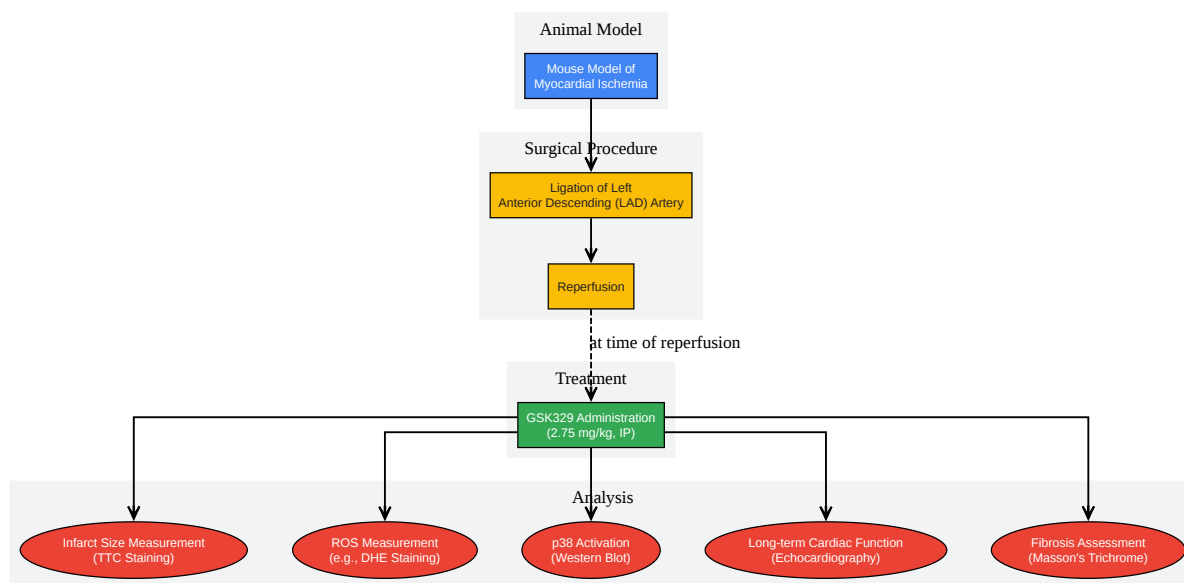 Animal Model
Mouse Model of
Myocardial Ischemia
Surgical Procedure
Ligation of Left
Anterior Descending (LAD) Artery
Reperfusion
at time of reperfusion
Treatment
GSK329 Administration
(2.75 mg/kg, IP)
Analysis
Infarct Size Measurement
(TTC Staining)
ROS Measurement
(e.g., DHE Staining)
p38 Activation
(Western Blot)
Long-term Cardiac Function
(Echocardiography)
Fibrosis Assessment
(Masson's Trichrome)